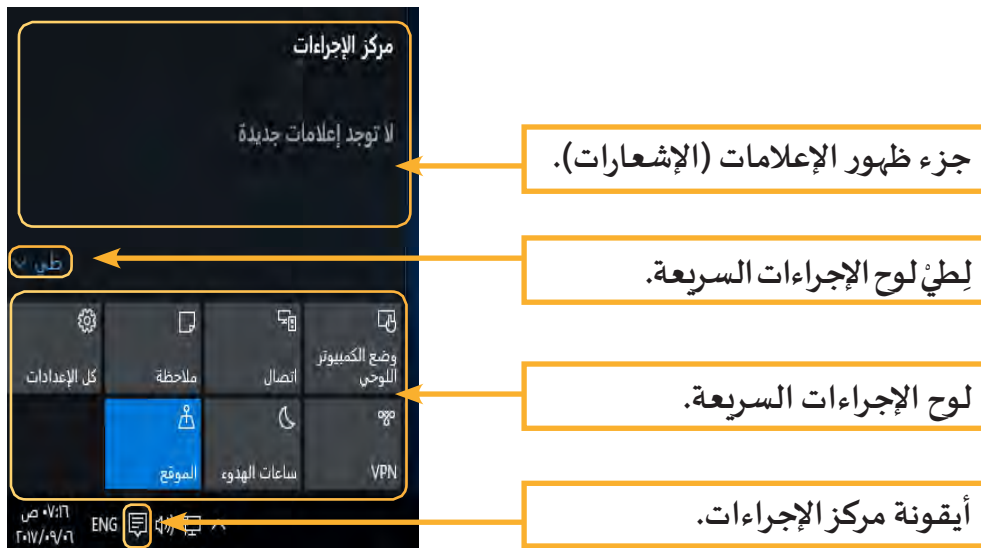 مركز الإجراءات
لا توجد إعلامات جديدة
جزء ظهور الإعلامات (الإشعارات).
طي
لِطيْ لوح الإجراءات السريعة.
وضع الكمبيوتر اللوحي
اتصال
ملاحظة
كل الإعدادات
لوح الإجراءات السريعة.
VPN
ساعات الهدوء
الموقع
أيقونة مركز الإجراءات.
ENG
٠٧:١٦ ص
٢٠١٧/٠٩/٠٦